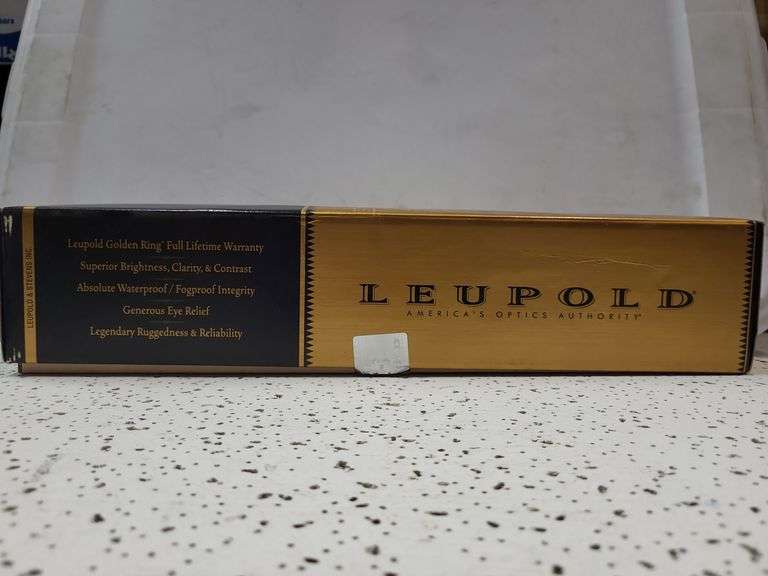 LEUPOLD & STEVENS INC.
Leupold Golden Ring® Full Lifetime Warranty
Superior Brightness, Clarity, & Contrast
Absolute Waterproof / Fogproof Integrity
Generous Eye Relief
Legendary Ruggedness & Reliability
LEUPOLD®
AMERICA'S OPTICS AUTHORITY®